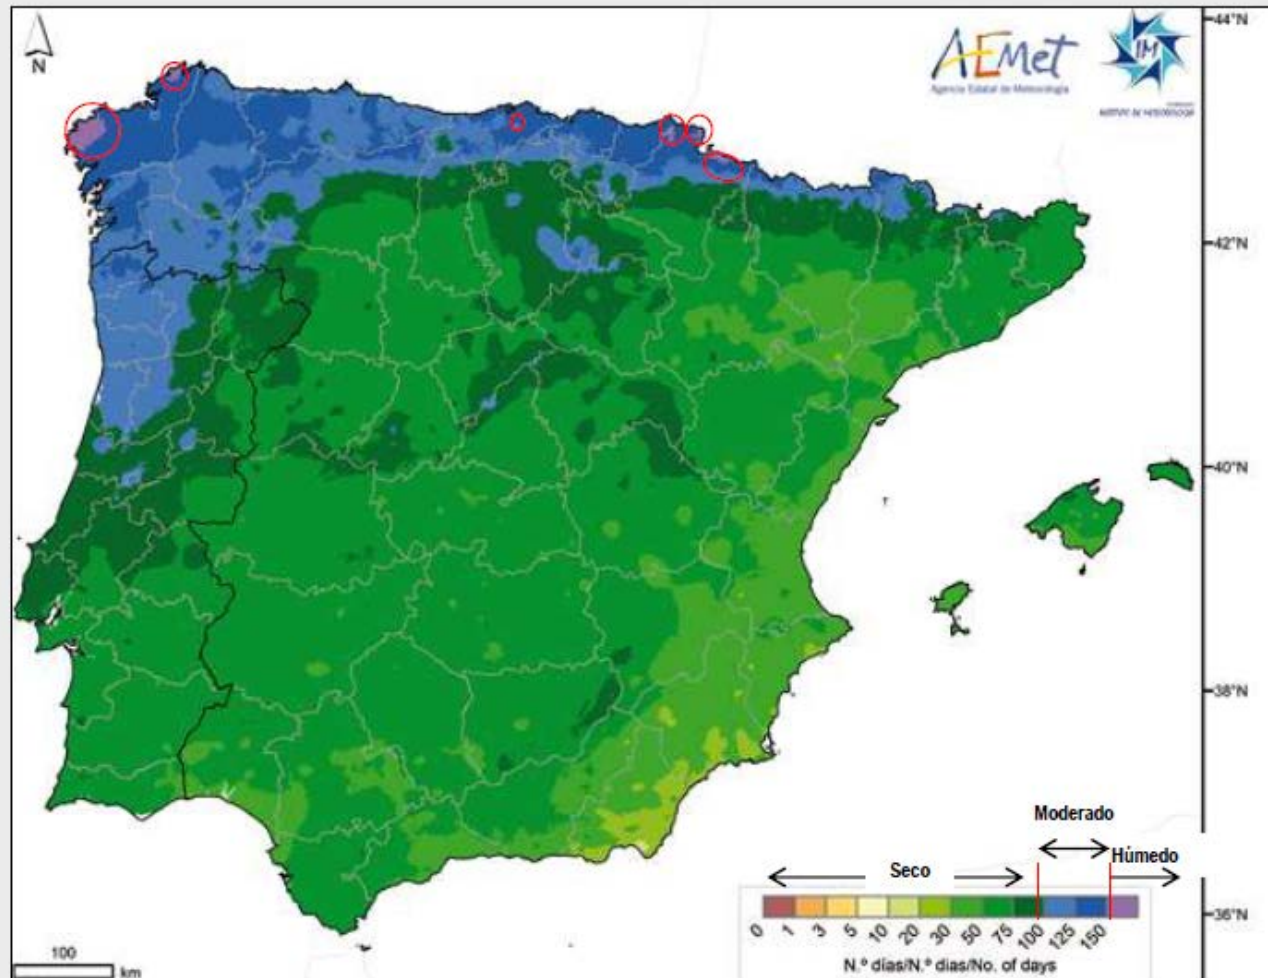 44°N
AEMet
Agencia Estatal de Meteorología
IM
N
42°N
40°N
38°N
Moderado
Húmedo
Seco
36°N
0 1 3 5 10 20 30 50 75 100 125 150
N.º días/N.º dias/No. of days
100
km